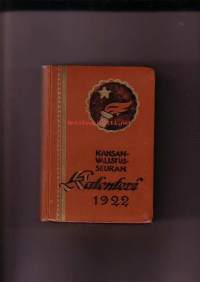 KANSAN-
VALISTUS-
SEURAN
Kalenteri
1922